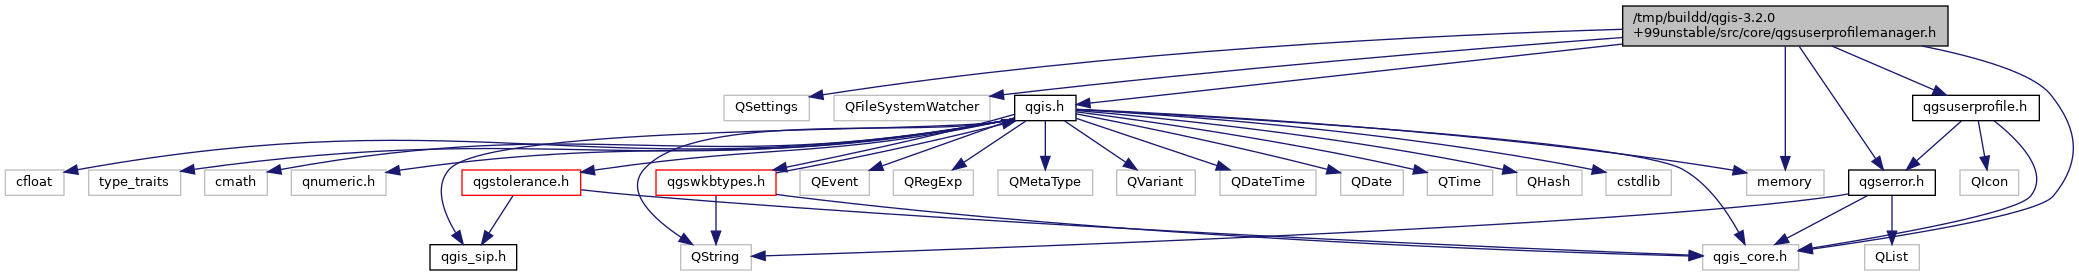 /tmp/buildd/qgis-3.2.0
+99unstable/src/core/qgsuserprofilemanager.h
QSettings
QFileSystemWatcher
qgis.h
qgsuserprofile.h
cfloat
type_traits
cmath
qnumeric.h
qgstolerance.h
qgswkbtypes.h
QEvent
QRegExp
QMetaType
QVariant
QDateTime
QDate
QTime
QHash
cstdlib
memory
qgserror.h
QIcon
qgis_sip.h
QString
qgis_core.h
QList